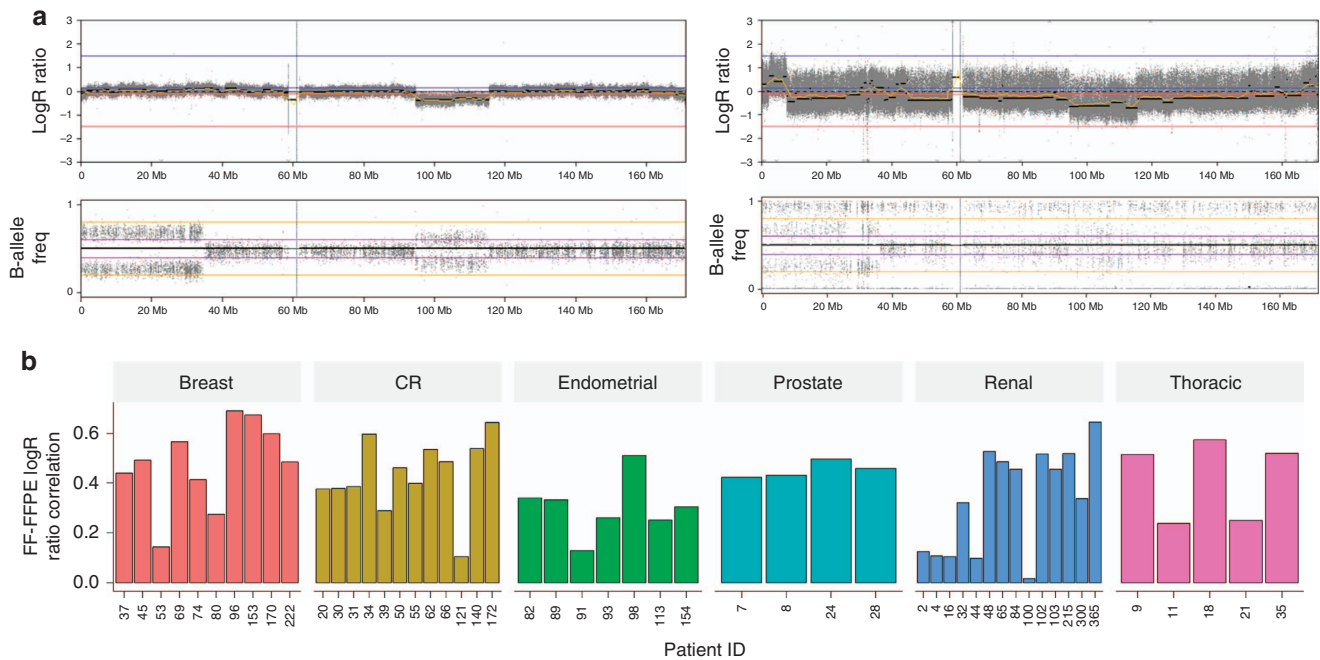 a
LogR ratio
3
2
1
0
−1
−2
−3
0 20 Mb 40 Mb 60 Mb 80 Mb 100 Mb 120 Mb 140 Mb 160 Mb
B-allele
freq
1
0
0 20 Mb 40 Mb 60 Mb 80 Mb 100 Mb 120 Mb 140 Mb 160 Mb
LogR ratio
3
2
1
0
−1
−2
−3
0 20 Mb 40 Mb 60 Mb 80 Mb 100 Mb 120 Mb 140 Mb 160 Mb
B-allele
freq
1
0
0 20 Mb 40 Mb 60 Mb 80 Mb 100 Mb 120 Mb 140 Mb 160 Mb
b
Breast CR Endometrial Prostate Renal Thoracic
FF-FFPE logR
ratio correlation
0.6
0.4
0.2
0.0
37 45 53 69 74 80 96 153 170 222
20 30 31 34 39 50 55 62 66 121 140 172
82 89 91 93 98 113 154
7 8 24 28
2 4 16 32 44 48 65 84 100 102 103 215 300 365
9 11 18 21 35
Patient ID